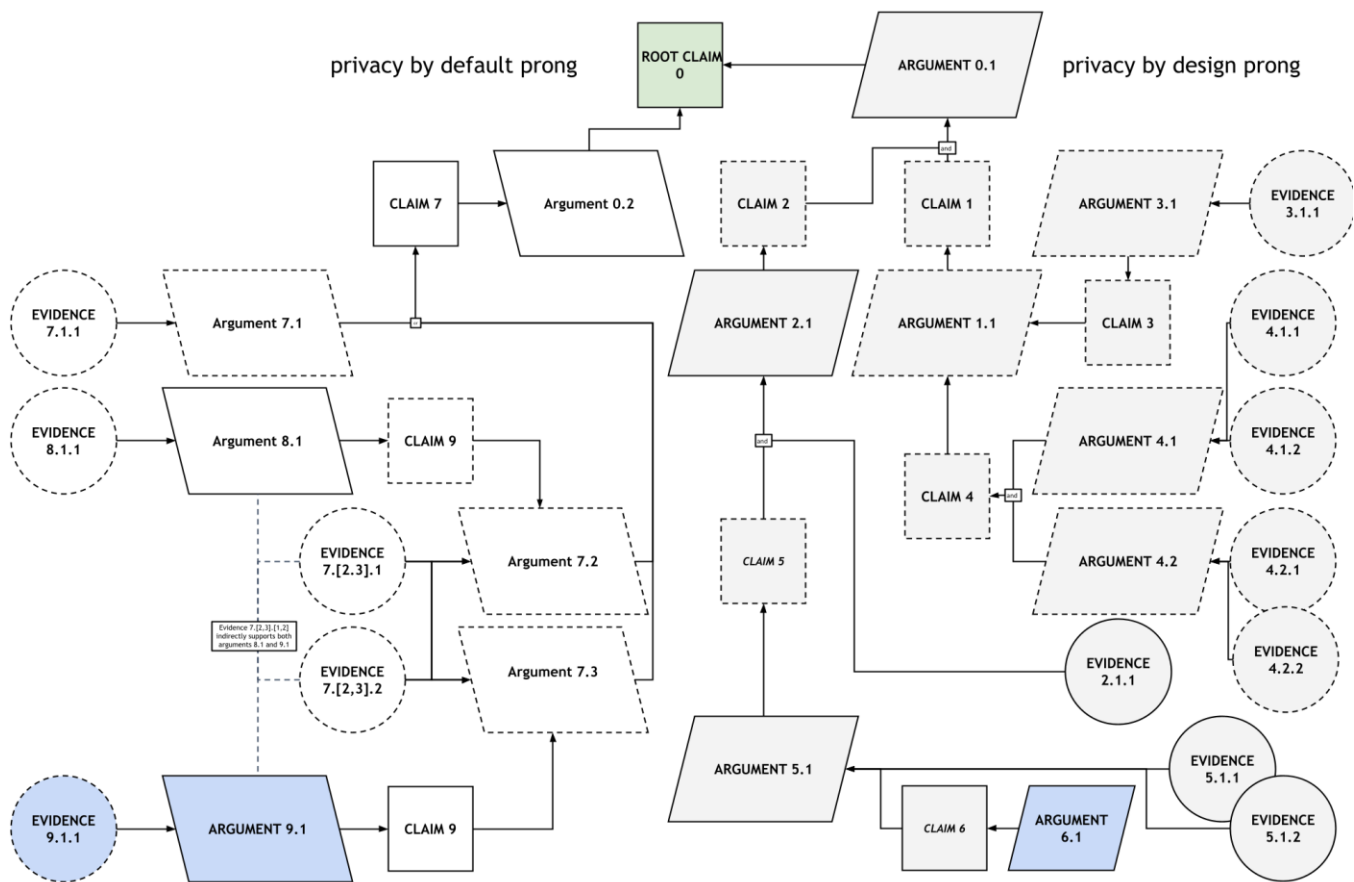 privacy by default prong
ROOT CLAIM
0
ARGUMENT 0.1
privacy by design prong
and
CLAIM 7
Argument 0.2
CLAIM 2
CLAIM 1
ARGUMENT 3.1
EVIDENCE
3.1.1
EVIDENCE
7.1.1
Argument 7.1
ARGUMENT 2.1
ARGUMENT 1.1
CLAIM 3
EVIDENCE
4.1.1
EVIDENCE
8.1.1
Argument 8.1
CLAIM 9
and
CLAIM 4
and
ARGUMENT 4.1
EVIDENCE
4.1.2
EVIDENCE
7.[2.3].1
Argument 7.2
CLAIM 5
ARGUMENT 4.2
EVIDENCE
4.2.1
Evidence 7.[2,3].[1,2]
Indirectly supports both
arguments 8.1 and 9.1
EVIDENCE
7.[2,3].2
Argument 7.3
EVIDENCE
2.1.1
EVIDENCE
4.2.2
ARGUMENT 5.1
EVIDENCE
5.1.1
EVIDENCE
9.1.1
ARGUMENT 9.1
CLAIM 9
CLAIM 6
ARGUMENT
6.1
EVIDENCE
5.1.2